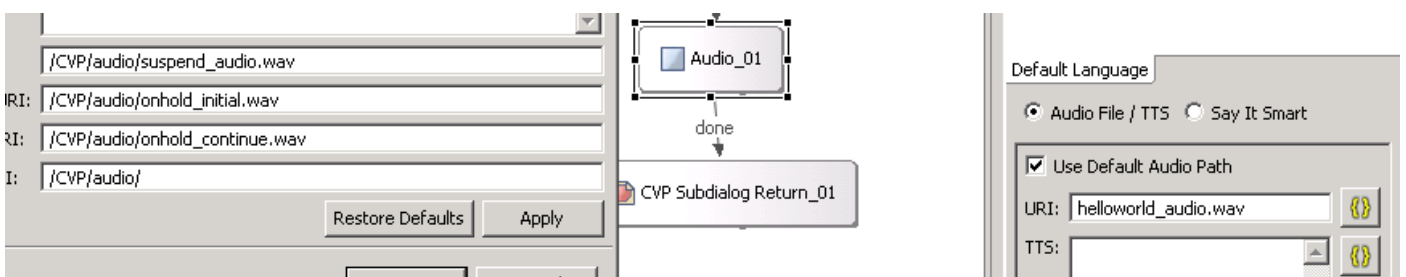 /CVP/audio/suspend_audio.wav
URI: /CVP/audio/onhold_initial.wav
RI: /CVP/audio/onhold_continue.wav
I: /CVP/audio/
Restore Defaults Apply
Audio_01
done
CVP Subdialog Return_01
Default Language
Audio File / TTS Say It Smart
Use Default Audio Path
URI: helloworld_audio.wav {}
TTS: {}